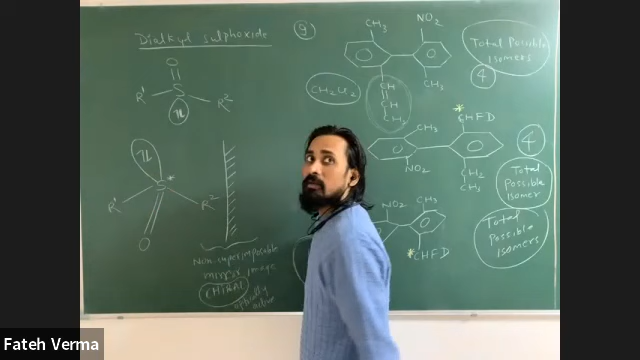 Dialkyl sulphoxide
O
S
R¹
R²
n
n
S*
R¹
R²
O
Non superimposable
mirror image
CHIRAL
optically
active
9
CH₃
NO₂
CH₃
CH
CH
CH₃
Total Possible
Isomers
4
*
CHFD
CH₃
NO₂
CH₂
CH₃
4
Total
Possible
Isomer
NO₂
CH₃
*CHFD
Total
Possible
Isomers
Fateh Verma